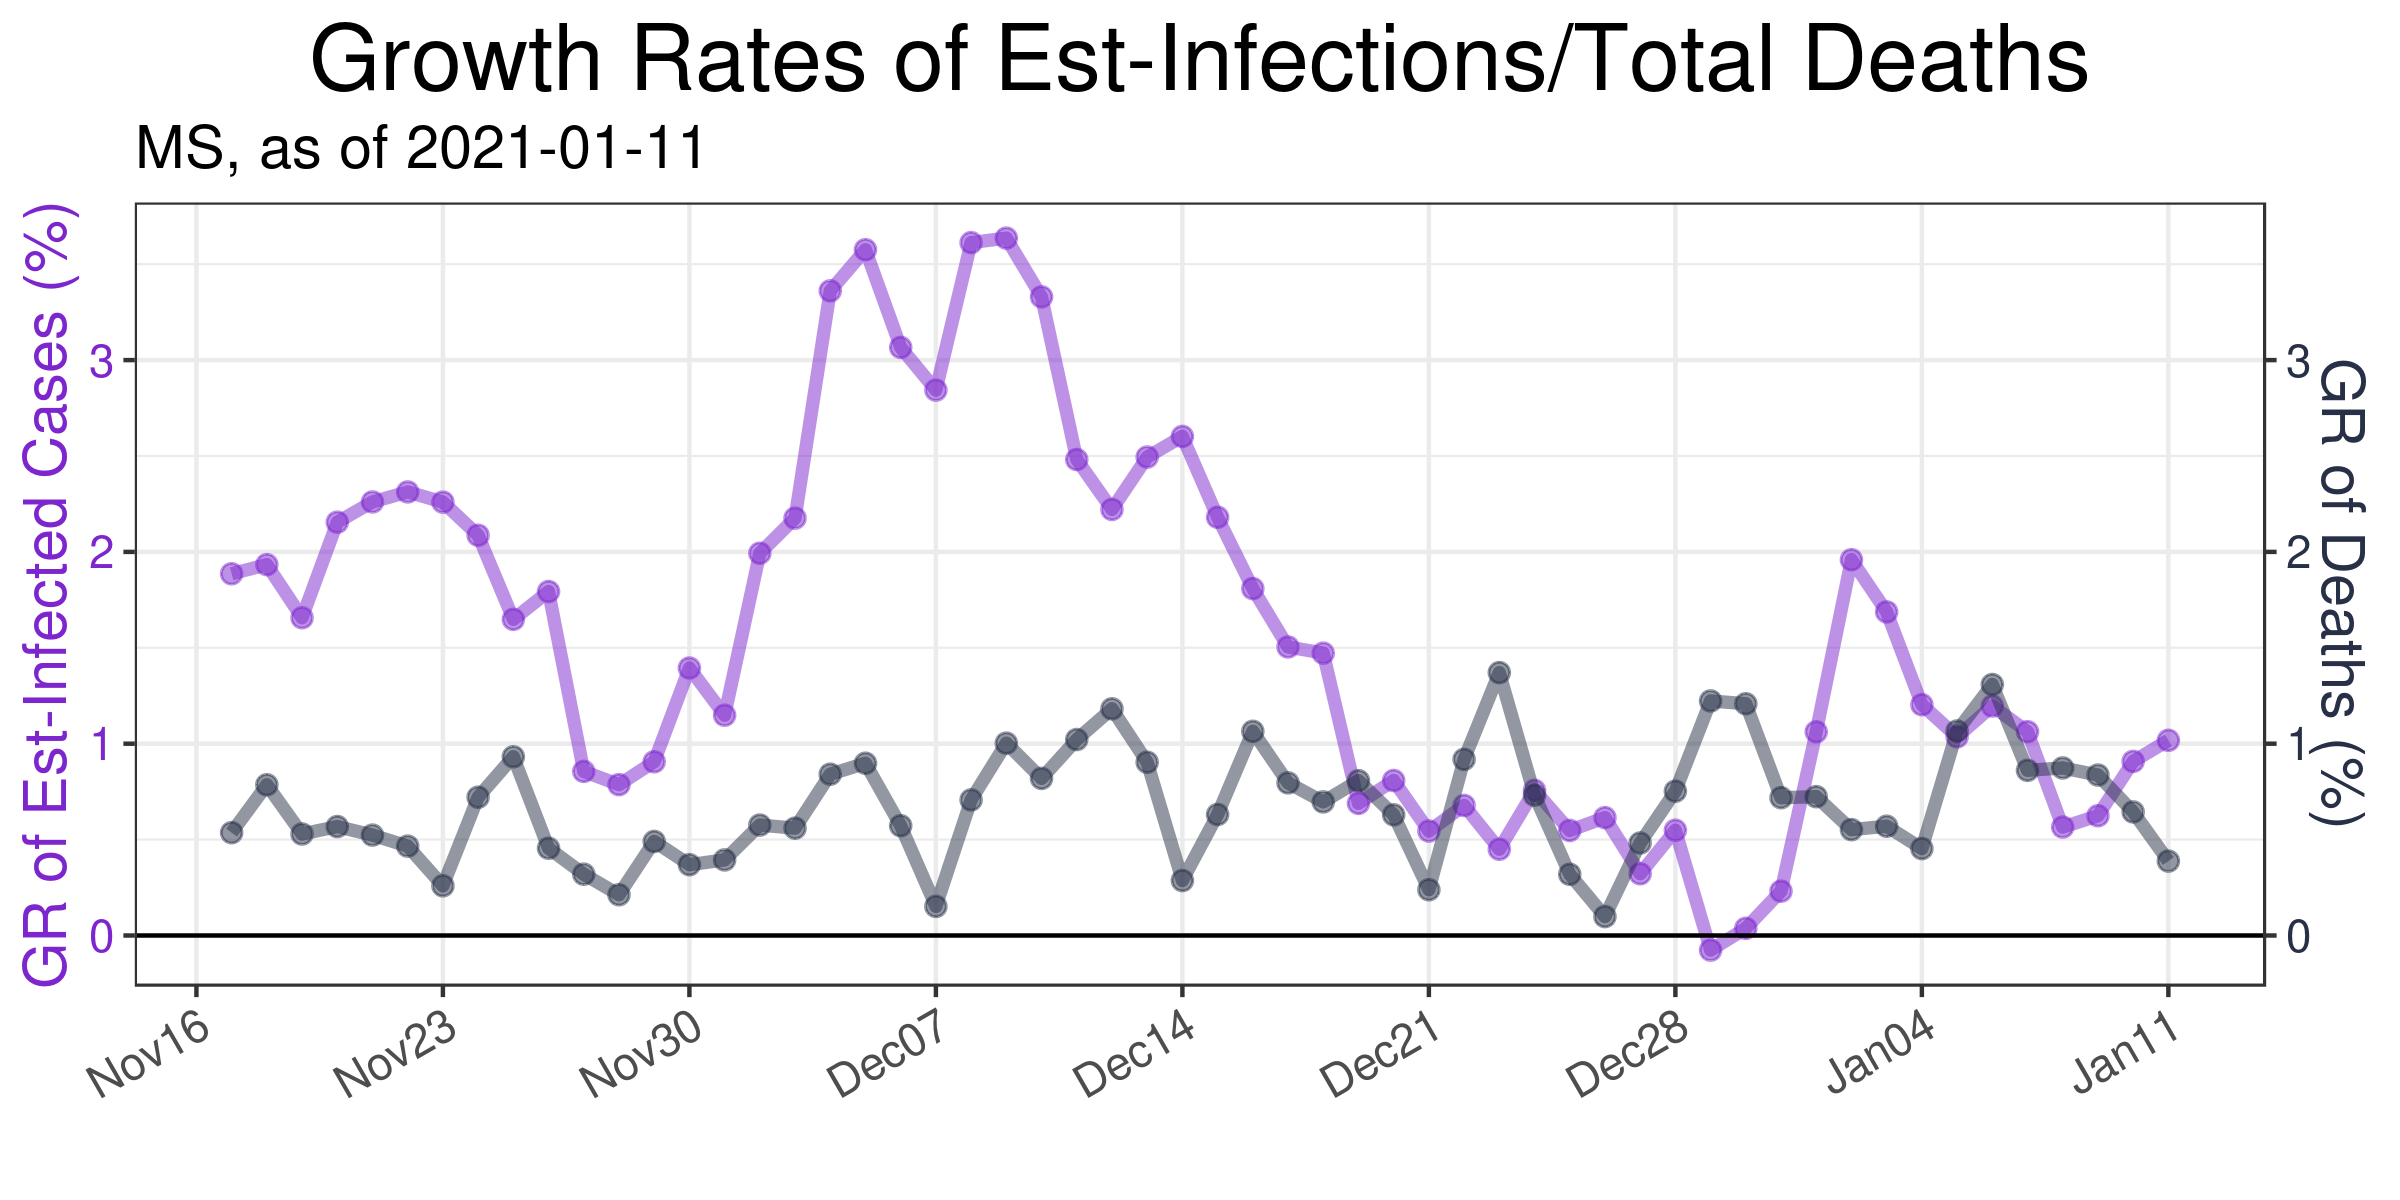 Growth Rates of Est-Infections/Total Deaths
MS, as of 2021-01-11
GR of Est-Infected Cases (%)
3
2
1
0
3
2
1
0
GR of Deaths (%)
Nov16
Nov23
Nov30
Dec07
Dec14
Dec21
Dec28
Jan04
Jan11